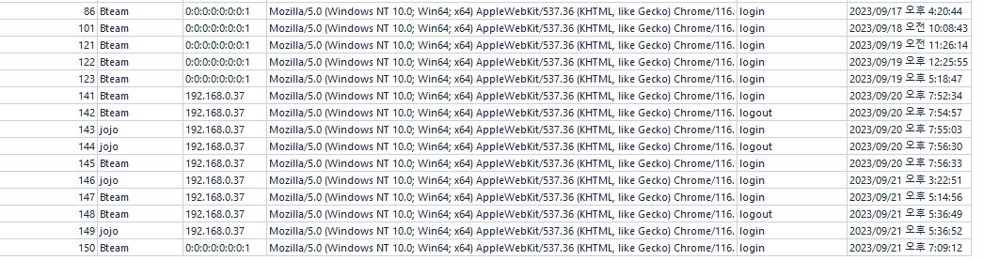 86 Bteam 0:0:0:0:0:0:0:1 Mozilla/5.0 (Windows NT 10.0; Win64; x64) AppleWebKit/537.36 (KHTML, like Gecko) Chrome/116. login 2023/09/17 오후 4:20:44
101 Bteam 0:0:0:0:0:0:0:1 Mozilla/5.0 (Windows NT 10.0; Win64; x64) AppleWebKit/537.36 (KHTML, like Gecko) Chrome/116. login 2023/09/18 오전 10:08:43
121 Bteam 0:0:0:0:0:0:0:1 Mozilla/5.0 (Windows NT 10.0; Win64; x64) AppleWebKit/537.36 (KHTML, like Gecko) Chrome/116. login 2023/09/19 오전 11:26:14
122 Bteam 0:0:0:0:0:0:0:1 Mozilla/5.0 (Windows NT 10.0; Win64; x64) AppleWebKit/537.36 (KHTML, like Gecko) Chrome/116. login 2023/09/19 오후 12:25:55
123 Bteam 0:0:0:0:0:0:0:1 Mozilla/5.0 (Windows NT 10.0; Win64; x64) AppleWebKit/537.36 (KHTML, like Gecko) Chrome/116. login 2023/09/19 오후 5:18:47
141 Bteam 192.168.0.37 Mozilla/5.0 (Windows NT 10.0; Win64; x64) AppleWebKit/537.36 (KHTML, like Gecko) Chrome/116. login 2023/09/20 오후 7:52:34
142 Bteam 192.168.0.37 Mozilla/5.0 (Windows NT 10.0; Win64; x64) AppleWebKit/537.36 (KHTML, like Gecko) Chrome/116. logout 2023/09/20 오후 7:54:57
143 jojo 192.168.0.37 Mozilla/5.0 (Windows NT 10.0; Win64; x64) AppleWebKit/537.36 (KHTML, like Gecko) Chrome/116. login 2023/09/20 오후 7:55:03
144 jojo 192.168.0.37 Mozilla/5.0 (Windows NT 10.0; Win64; x64) AppleWebKit/537.36 (KHTML, like Gecko) Chrome/116. logout 2023/09/20 오후 7:56:30
145 Bteam 192.168.0.37 Mozilla/5.0 (Windows NT 10.0; Win64; x64) AppleWebKit/537.36 (KHTML, like Gecko) Chrome/116. login 2023/09/20 오후 7:56:33
146 jojo 192.168.0.37 Mozilla/5.0 (Windows NT 10.0; Win64; x64) AppleWebKit/537.36 (KHTML, like Gecko) Chrome/116. login 2023/09/21 오후 3:22:51
147 Bteam 192.168.0.37 Mozilla/5.0 (Windows NT 10.0; Win64; x64) AppleWebKit/537.36 (KHTML, like Gecko) Chrome/116. login 2023/09/21 오후 5:14:56
148 Bteam 192.168.0.37 Mozilla/5.0 (Windows NT 10.0; Win64; x64) AppleWebKit/537.36 (KHTML, like Gecko) Chrome/116. logout 2023/09/21 오후 5:36:49
149 jojo 192.168.0.37 Mozilla/5.0 (Windows NT 10.0; Win64; x64) AppleWebKit/537.36 (KHTML, like Gecko) Chrome/116. login 2023/09/21 오후 5:36:52
150 Bteam 0:0:0:0:0:0:0:1 Mozilla/5.0 (Windows NT 10.0; Win64; x64) AppleWebKit/537.36 (KHTML, like Gecko) Chrome/116. login 2023/09/21 오후 7:09:12